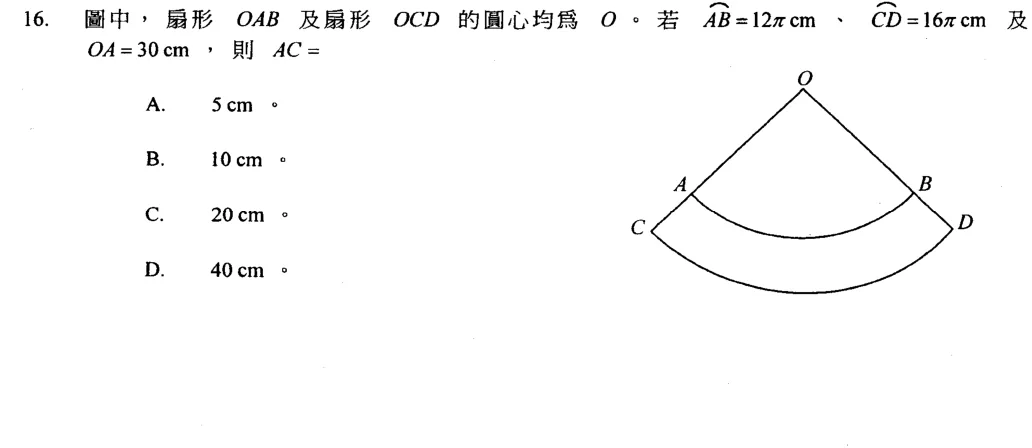 16. 圖中，扇形 OAB 及扇形 OCD 的圓心均爲 O 。若 AB͡ = 12π cm 、 CD͡ = 16π cm 及
OA = 30 cm ，則 AC =
A. 5 cm 。
B. 10 cm 。
C. 20 cm 。
D. 40 cm 。
O
A
B
C
D